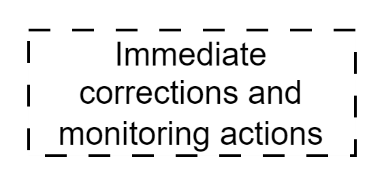 Immediate
corrections and
monitoring actions